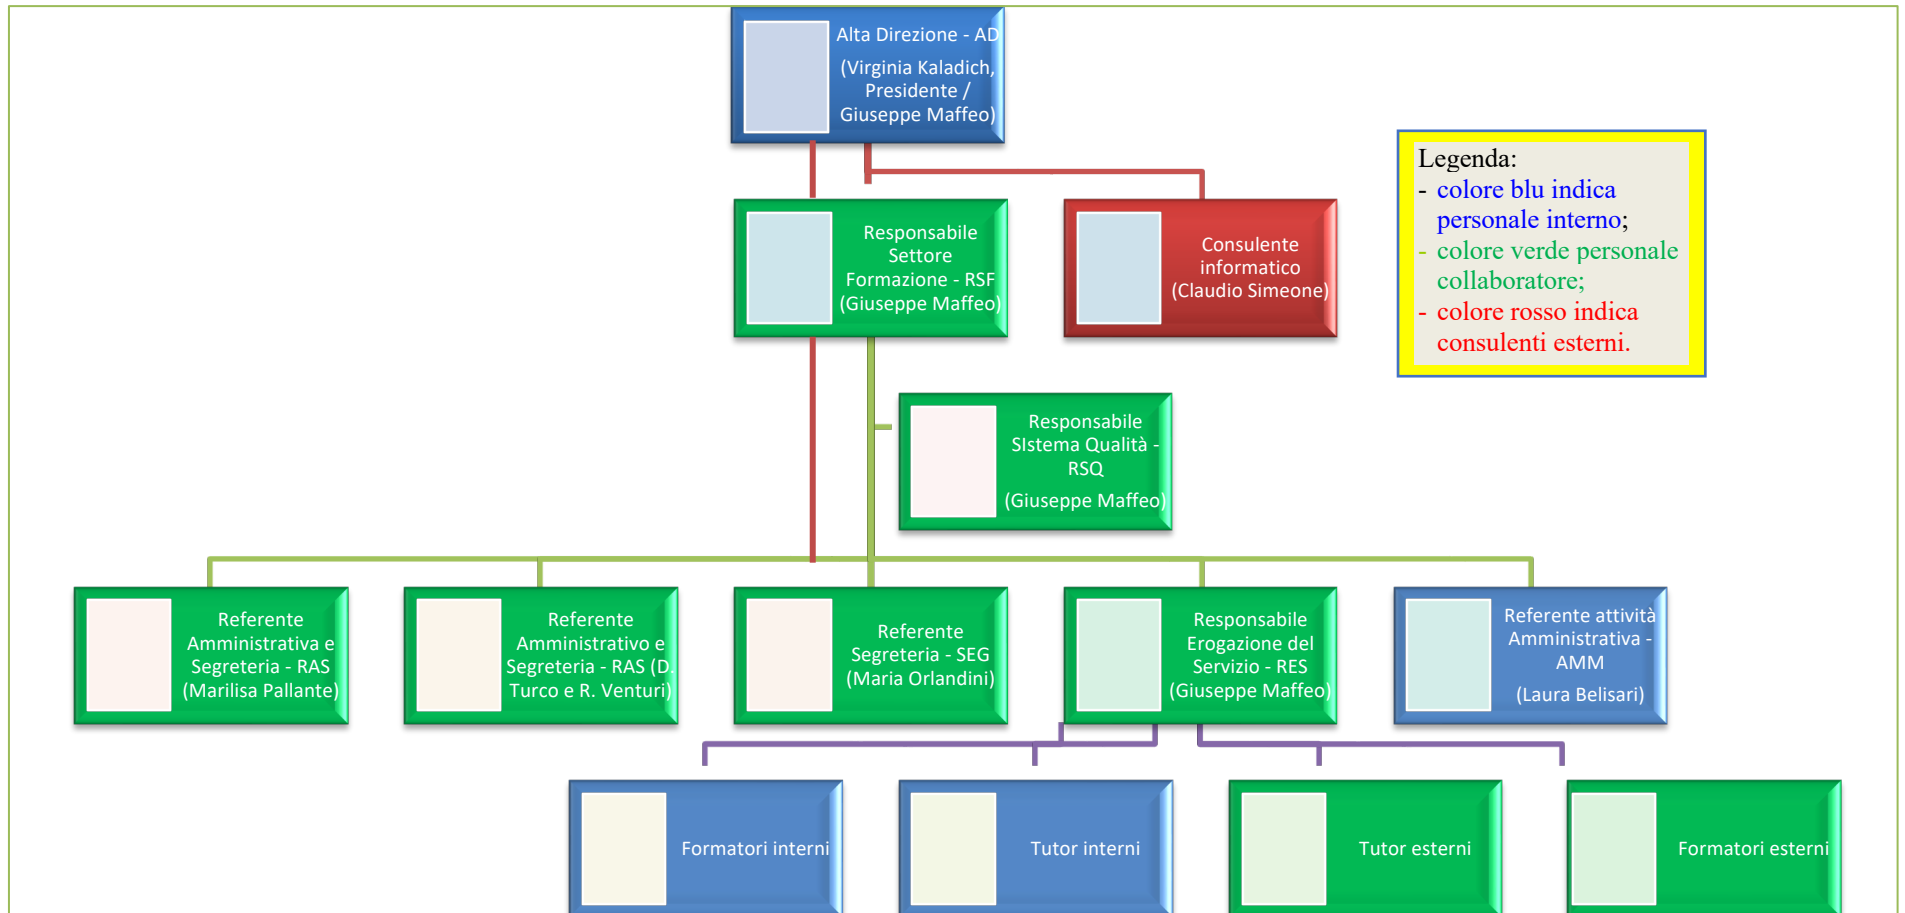 Alta Direzione - AD
(Virginia Kaladich,
Presidente /
Giuseppe Maffeo)
Legenda:
- colore blu indica
personale interno;
- colore verde personale
collaboratore;
- colore rosso indica
consulenti esterni.
Responsabile
Settore
Formazione - RSF
(Giuseppe Maffeo)
Consulente
informatico
(Claudio Simeone)
Responsabile
SIstema Qualità -
RSQ
(Giuseppe Maffeo)
Referente
Amministrativa e
Segreteria - RAS
(Marilisa Pallante)
Referente
Amministrativo e
Segreteria - RAS (D.
Turco e R. Venturi)
Referente
Segreteria - SEG
(Maria Orlandini)
Responsabile
Erogazione del
Servizio - RES
(Giuseppe Maffeo)
Referente attività
Amministrativa -
AMM
(Laura Belisari)
Formatori interni
Tutor interni
Tutor esterni
Formatori esterni